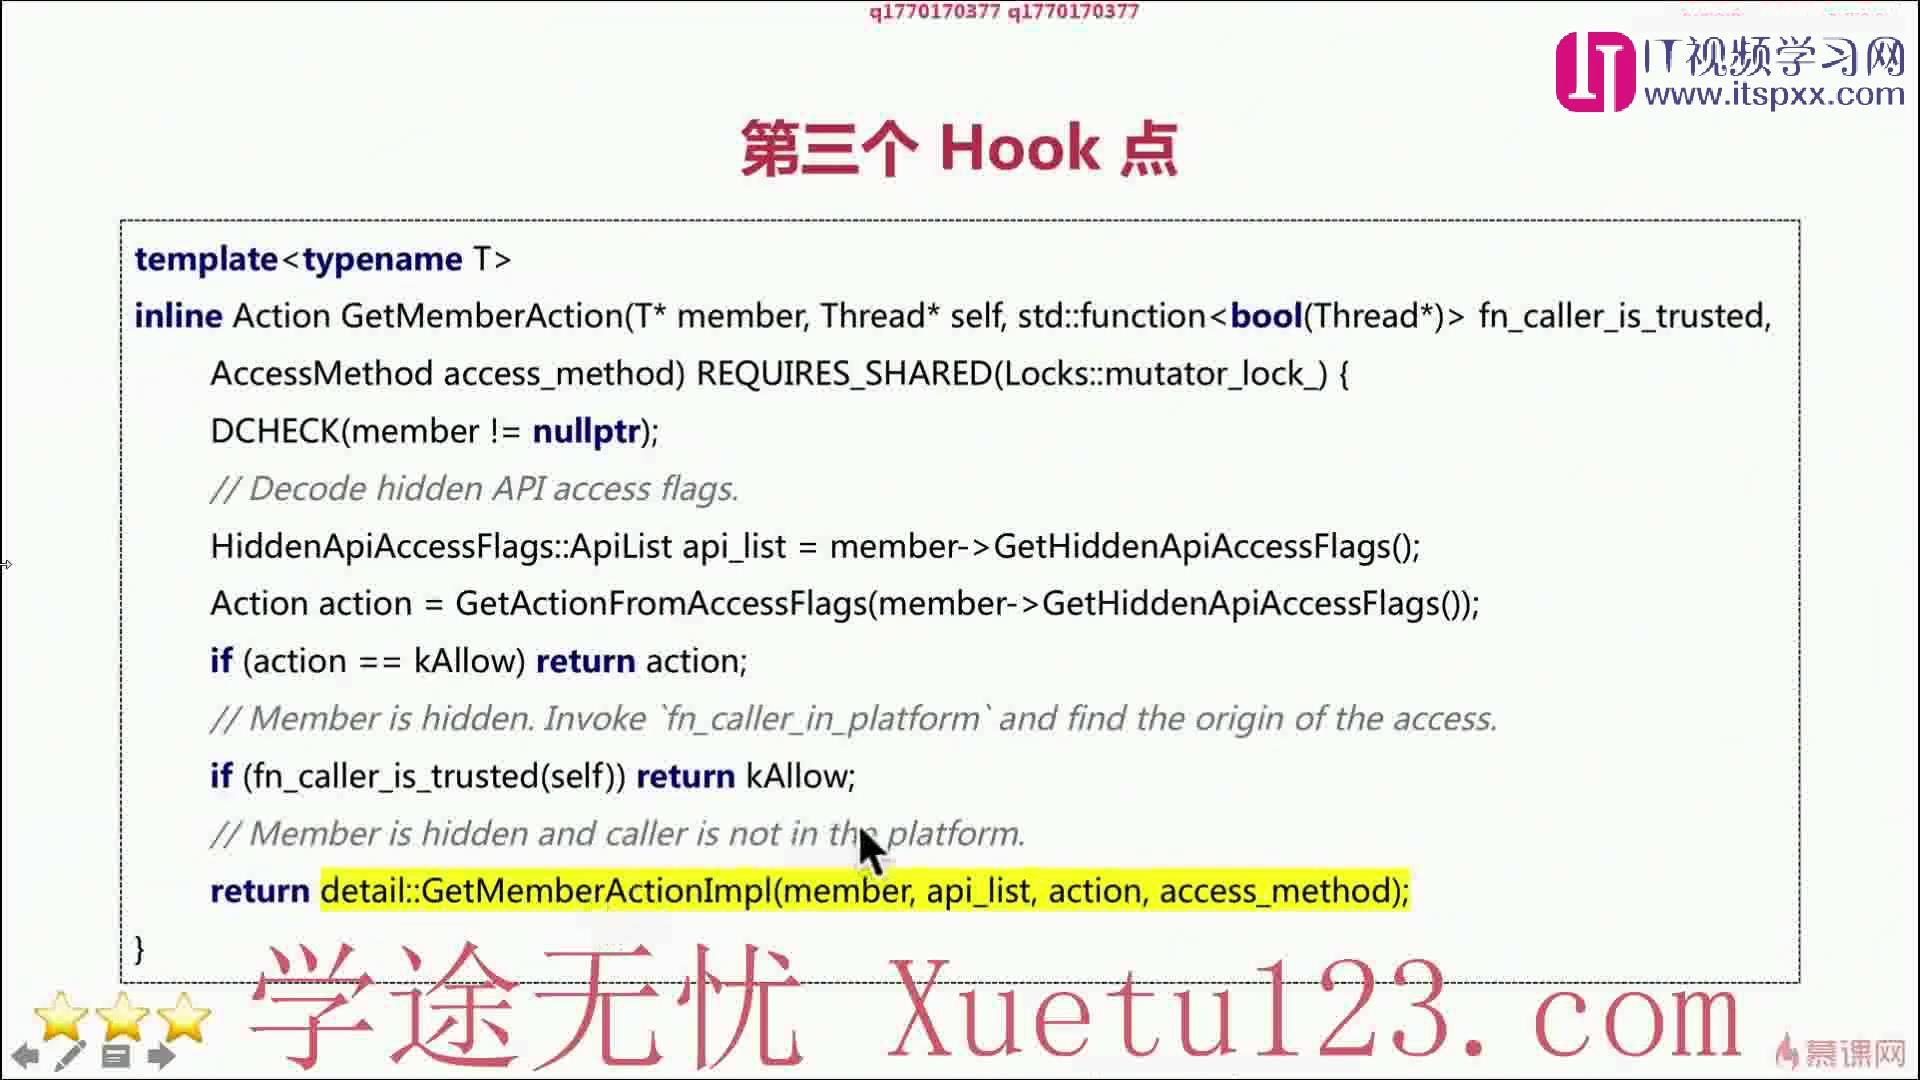 q1770170377 q1770170377
IT视频学习网
www.itspxx.com
第三个 Hook 点
template<typename T>
inline Action GetMemberAction(T* member, Thread* self, std::function<bool(Thread*)> fn_caller_is_trusted,
AccessMethod access_method) REQUIRES_SHARED(Locks::mutator_lock_) {
DCHECK(member != nullptr);
// Decode hidden API access flags.
HiddenApiAccessFlags::ApiList api_list = member->GetHiddenApiAccessFlags();
Action action = GetActionFromAccessFlags(member->GetHiddenApiAccessFlags());
if (action == kAllow) return action;
// Member is hidden. Invoke `fn_caller_in_platform` and find the origin of the access.
if (fn_caller_is_trusted(self)) return kAllow;
// Member is hidden and caller is not in the platform.
return detail::GetMemberActionImpl(member, api_list, action, access_method);
}
学途无忧 Xuetu123.com
慕课网